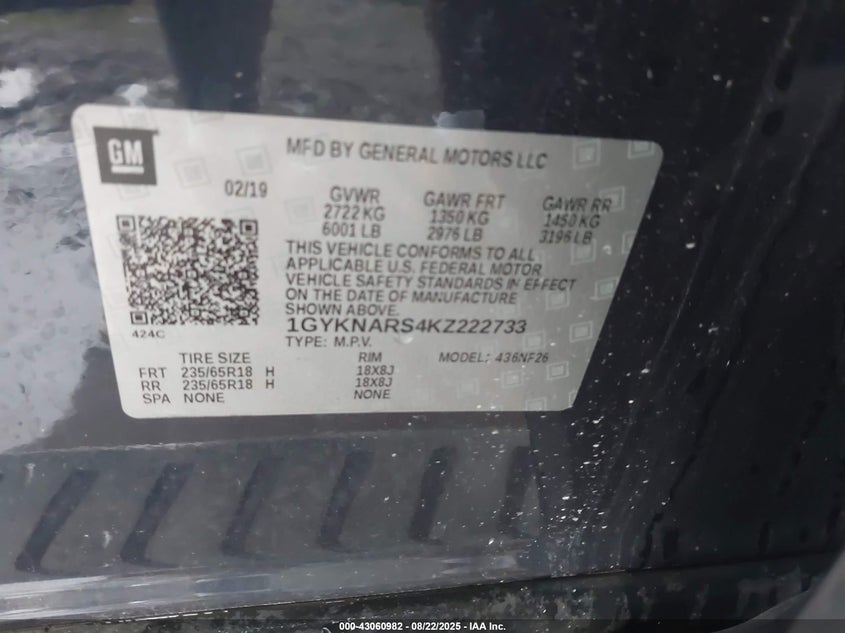 GM
MFD BY GENERAL MOTORS LLC
02/19
GVWR GAWR FRT GAWR RR
2722 KG 1350 KG 1450 KG
6001 LB 2976 LB 3196 LB
THIS VEHICLE CONFORMS TO ALL
APPLICABLE U.S. FEDERAL MOTOR
VEHICLE SAFETY STANDARDS IN EFFECT
ON THE DATE OF MANUFACTURE
SHOWN ABOVE.
1GYKNARS4KZ222733
424C
TYPE: M.P.V. MODEL: 436NF26
TIRE SIZE RIM
FRT 235/65R18 H 18X8J
RR 235/65R18 H 18X8J
SPA NONE NONE
000-43060982 - 08/22/2025 - IAA Inc.